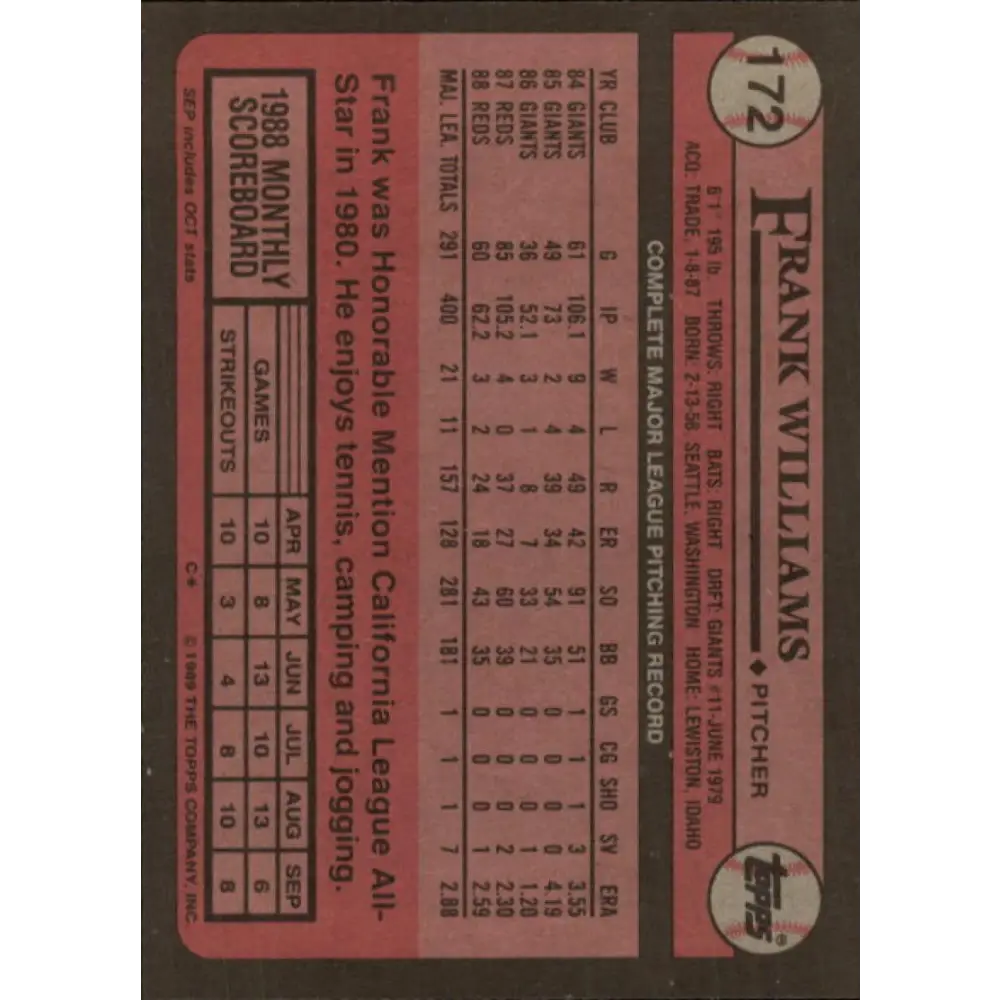 172
FRANK WILLIAMS ♦ PITCHER
topps®
6'1" 195 lb. THROWS: RIGHT BATS: RIGHT DRFT: GIANTS #11-JUNE 1979
ACQ: TRADE, 1-8-87 BORN: 2-13-58, SEATTLE, WASHINGTON HOME: LEWISTON, IDAHO
COMPLETE MAJOR LEAGUE PITCHING RECORD
YR CLUB G IP W L R ER SO BB GS CG SHO SV ERA
84 GIANTS 61 106.1 9 4 49 42 91 51 1 1 1 3 3.55
85 GIANTS 49 73 2 4 39 34 54 35 0 0 0 0 4.19
86 GIANTS 36 52.1 3 1 8 7 33 21 0 0 0 1 1.20
87 REDS 85 105.2 4 0 37 27 60 39 0 0 0 2 2.30
88 REDS 60 62.2 3 2 24 18 43 35 0 0 0 1 2.59
MAJ. LEA. TOTALS 291 400 21 11 157 128 281 181 1 1 1 7 2.88
Frank was Honorable Mention California League All-
Star in 1980. He enjoys tennis, camping and jogging.
1988 MONTHLY
SCOREBOARD
APR MAY JUN JUL AUG SEP
GAMES 10 8 13 10 13 6
STRIKEOUTS 10 3 4 8 10 8
SEP includes OCT stats
C* © 1989 THE TOPPS COMPANY, INC.